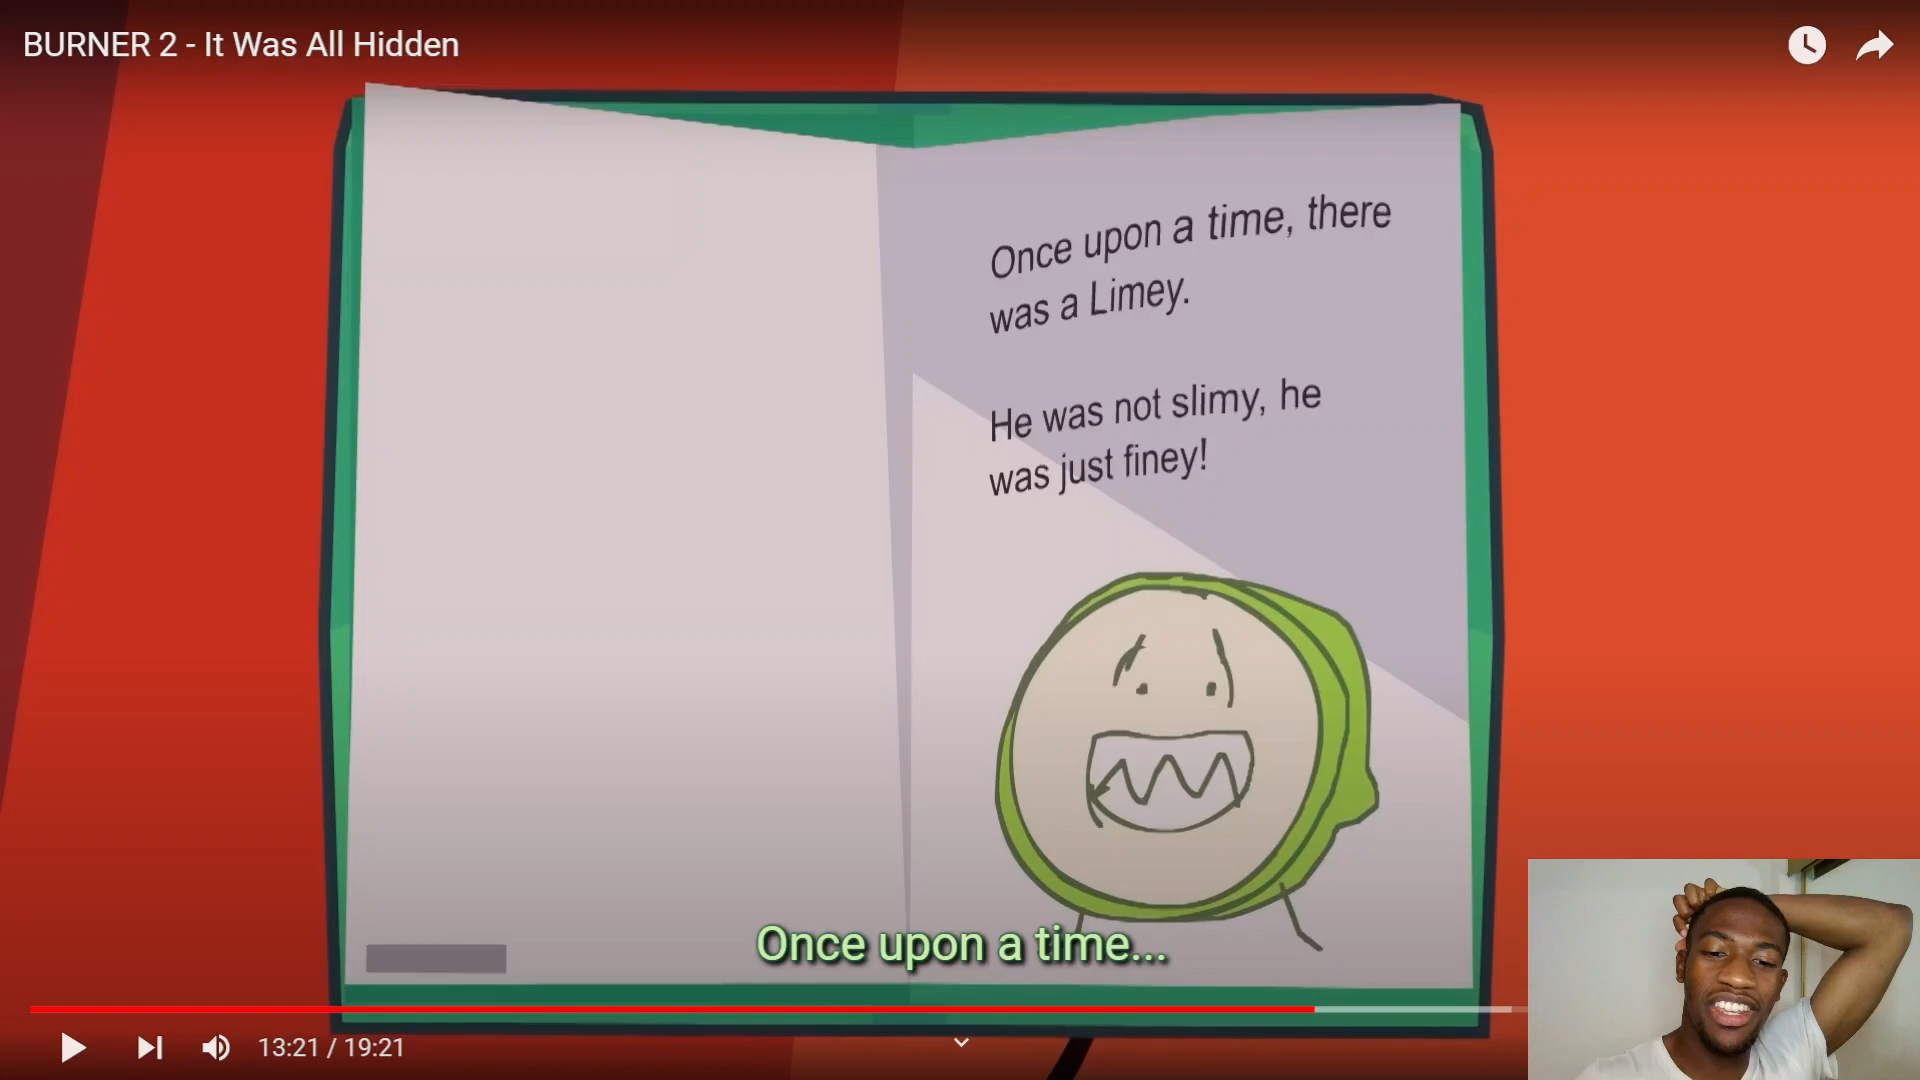 BURNER 2 - It Was All Hidden
Once upon a time, there
was a Limey.
He was not slimy, he
was just finey!
Once upon a time...
13:21 / 19:21